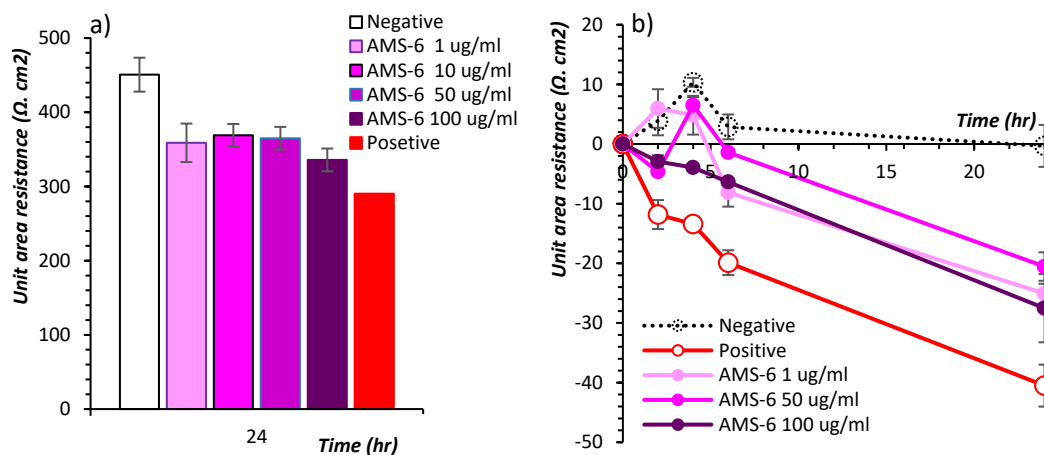 a)
Negative
AMS-6 1 ug/ml
AMS-6 10 ug/ml
AMS-6 50 ug/ml
AMS-6 100 ug/ml
Posetive
Unit area resistance (Ω. cm2)
500
400
300
200
100
0
24
Time (hr)
b)
Unit area resistance (Ω. cm2)
20
10
0
-10
-20
-30
-40
-50
Time (hr)
0
5
10
15
20
Negative
Positive
AMS-6 1 ug/ml
AMS-6 50 ug/ml
AMS-6 100 ug/ml